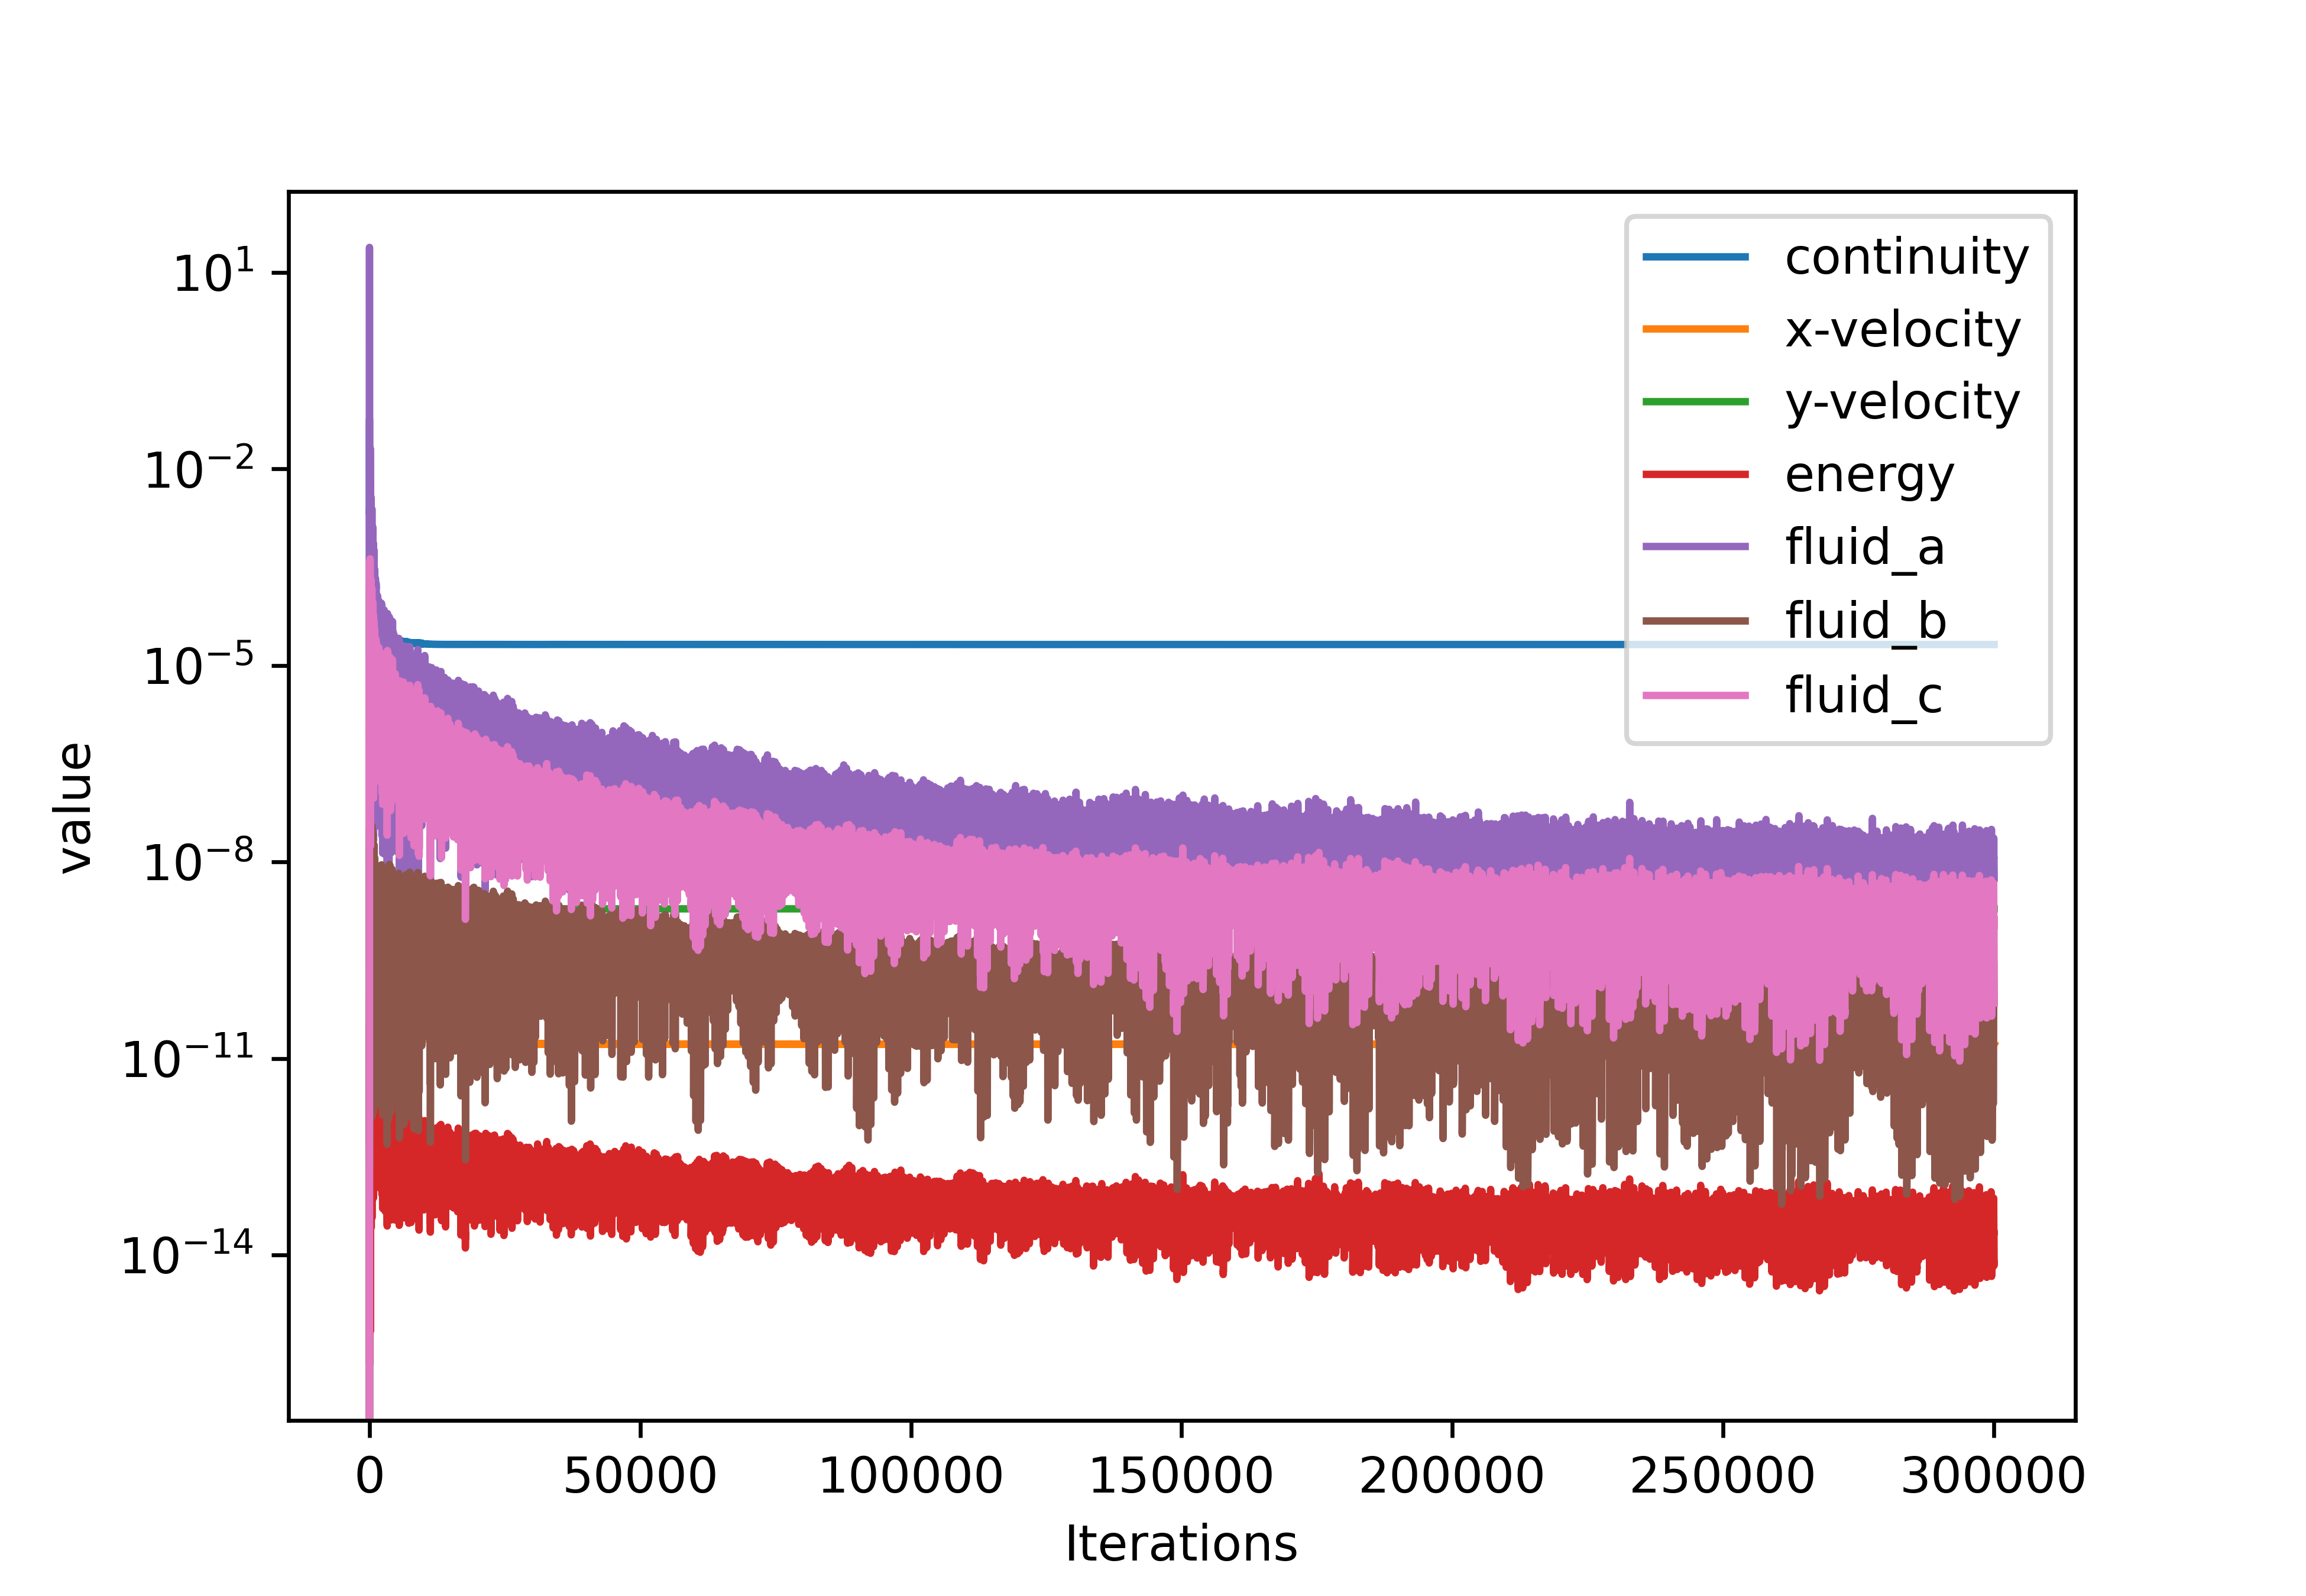 10¹
10⁻²
10⁻⁵
10⁻⁸
10⁻¹¹
10⁻¹⁴
value
continuity
x-velocity
y-velocity
energy
fluid_a
fluid_b
fluid_c
0 50000 100000 150000 200000 250000 300000
Iterations